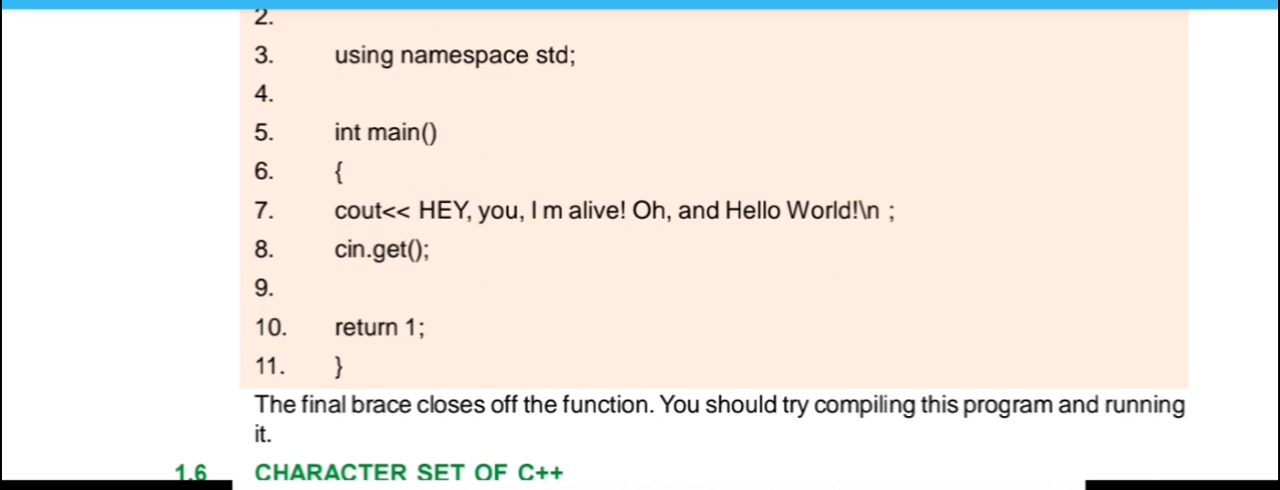 2.
3. using namespace std;
4.
5. int main()
6. {
7. cout<< HEY, you, I m alive! Oh, and Hello World!\n ;
8. cin.get();
9.
10. return 1;
11. }
The final brace closes off the function. You should try compiling this program and running
it.
1.6 CHARACTER SET OF C++